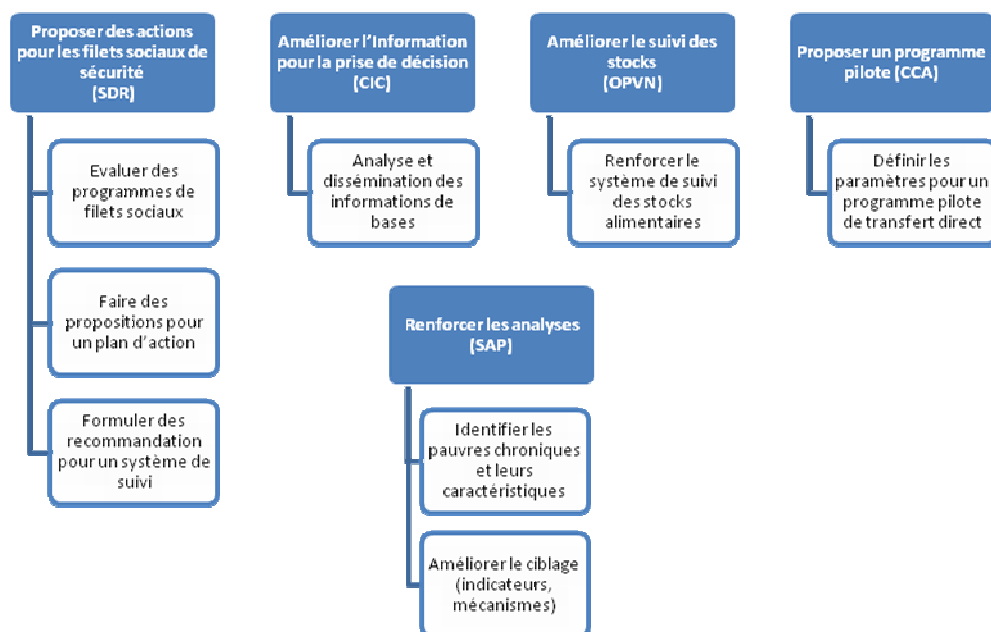 Proposer des actions
pour les filets sociaux de
sécurité
(SDR)
Evaluer des
programmes de
filets sociaux
Faire des
propositions pour
un plan d'action
Formuler des
recommandation
pour un système de
suivi
Améliorer l'Information
pour la prise de décision
(CIC)
Analyse et
dissémination des
informations de
bases
Améliorer le suivi des
stocks
(OPVN)
Renforcer le
système de suivi
des stocks
alimentaires
Proposer un programme
pilote (CCA)
Définir les
paramètres pour un
programme pilote
de transfert direct
Renforcer les analyses
(SAP)
Identifier les
pauvres chroniques
et leurs
caractéristiques
Améliorer le ciblage
(indicateurs,
mécanismes)